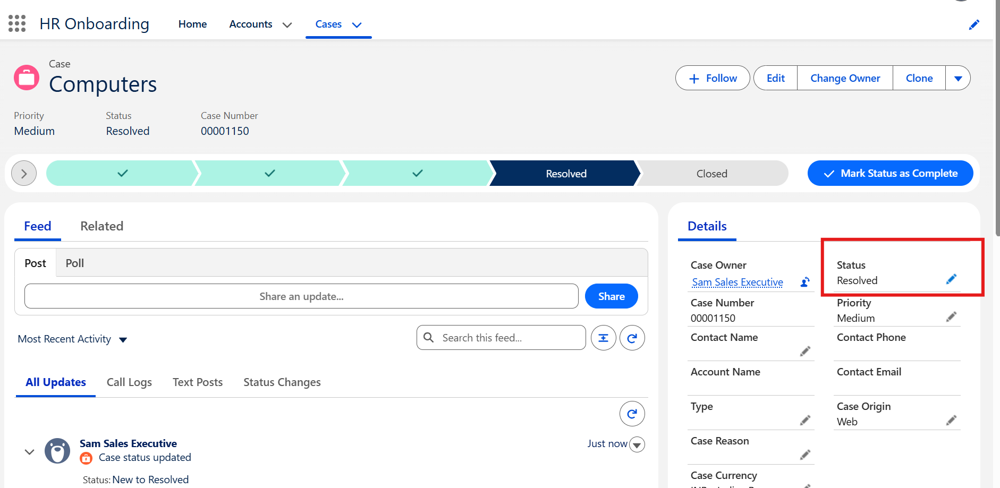 HR Onboarding Home Accounts Cases
Case
Computers
Follow Edit Change Owner Clone
Priority Status Case Number
Medium Resolved 00001150
Resolved Closed Mark Status as Complete
Feed Related
Post Poll
Share an update... Share
Most Recent Activity Search this feed...
All Updates Call Logs Text Posts Status Changes
Sam Sales Executive Just now
Case status updated
Status: New to Resolved
Details
Case Owner Status
Sam Sales Executive Resolved
Case Number Priority
00001150 Medium
Contact Name Contact Phone
Account Name Contact Email
Type Case Origin
Web
Case Reason
Case Currency